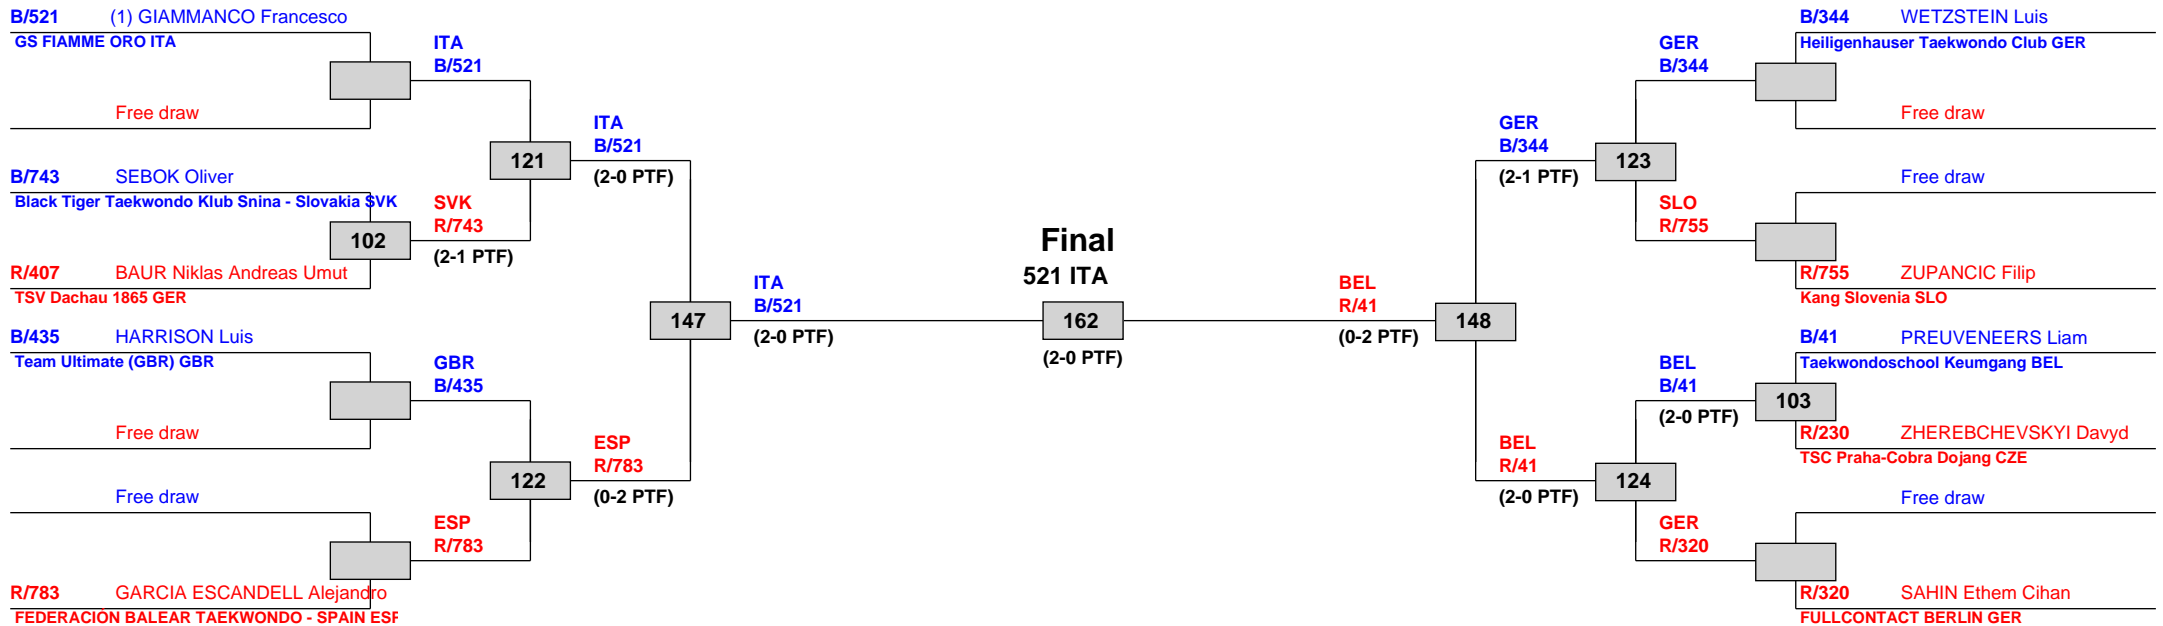 B/521 (1) GIAMMANCO Francesco
GS FIAMME ORO ITA
Free draw
B/743 SEBOK Oliver
Black Tiger Taekwondo Klub Snina - Slovakia SVK
102
R/407 BAUR Niklas Andreas Umut
TSV Dachau 1865 GER
B/435 HARRISON Luis
Team Ultimate (GBR) GBR
Free draw
Free draw
R/783 GARCIA ESCANDELL Alejandro
FEDERACIÓN BALEAR TAEKWONDO - SPAIN ESP
ITA
B/521
121
SVK
R/743
(2-1 PTF)
GBR
B/435
122
ESP
R/783
ITA
B/521
(2-0 PTF)
147
ESP
R/783
(0-2 PTF)
ITA
B/521
(2-0 PTF)
Final
521 ITA
162
(2-0 PTF)
BEL
R/41
(0-2 PTF)
148
GER
B/344
(2-1 PTF)
123
BEL
R/41
(2-0 PTF)
124
GER
B/344
SLO
R/755
BEL
B/41
(2-0 PTF)
103
GER
R/320
B/344 WETZSTEIN Luis
Heiligenhauser Taekwondo Club GER
Free draw
Free draw
R/755 ZUPANCIC Filip
Kang Slovenia SLO
B/41 PREUVENEERS Liam
Taekwondoschool Keumgang BEL
R/230 ZHEREBCHEVSKYI Davyd
TSC Praha-Cobra Dojang CZE
Free draw
R/320 SAHIN Ethem Cihan
FULLCONTACT BERLIN GER